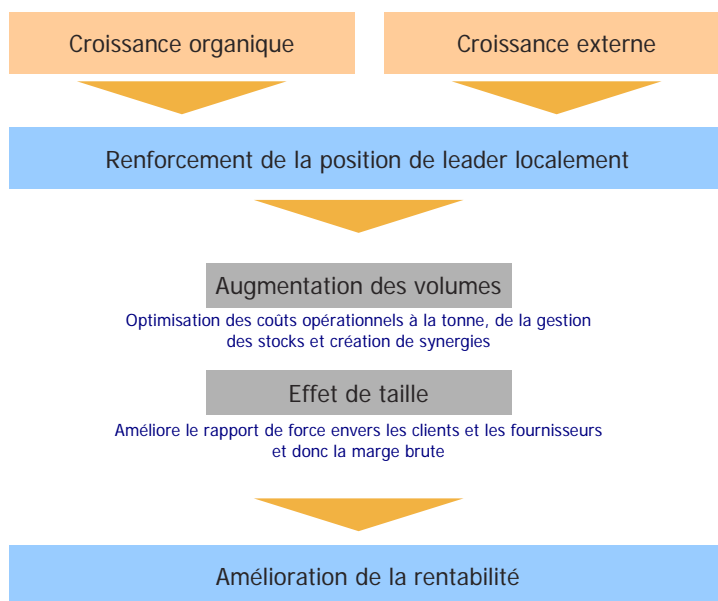 Croissance organique
Croissance externe
Renforcement de la position de leader localement
Augmentation des volumes
Optimisation des coûts opérationnels à la tonne, de la gestion
des stocks et création de synergies
Effet de taille
Améliore le rapport de force envers les clients et les fournisseurs
et donc la marge brute
Amélioration de la rentabilité